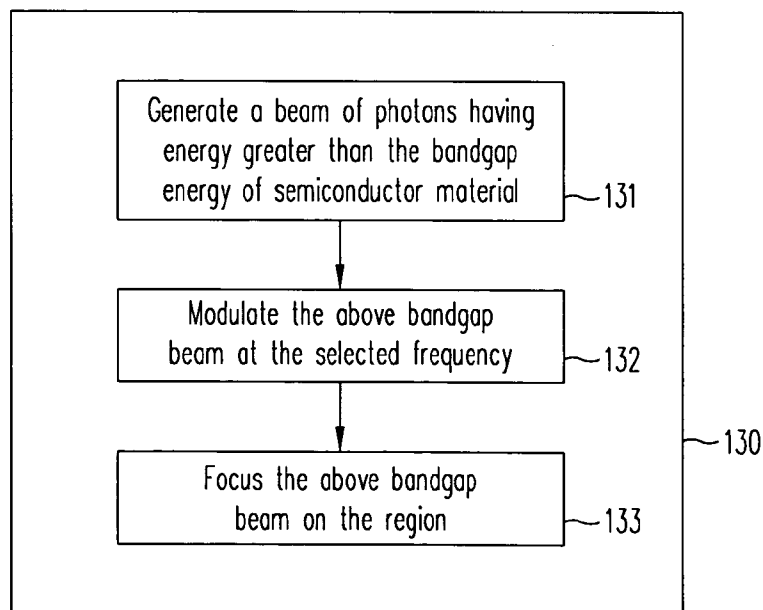 Generate a beam of photons having
energy greater than the bandgap
energy of semiconductor material
131
Modulate the above bandgap
beam at the selected frequency
132
130
Focus the above bandgap
beam on the region
133